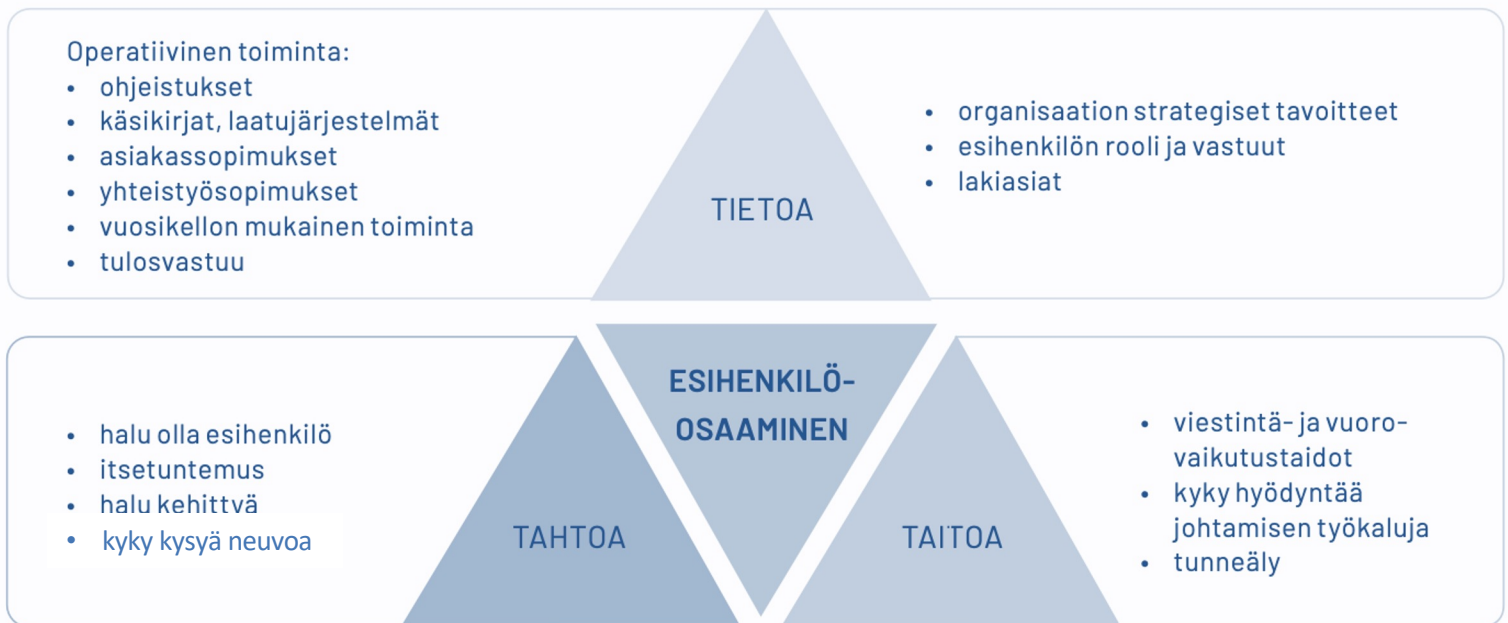 Operatiivinen toiminta:
• ohjeistukset
• käsikirjat, laatujärjestelmät
• asiakassopimukset
• yhteistyösopimukset
• vuosikellon mukainen toiminta
• tulosvastuu
TIETOA
• organisaation strategiset tavoitteet
• esihenkilön rooli ja vastuut
• lakiasiat
ESIHENKILÖ-
OSAAMINEN
• halu olla esihenkilö
• itsetuntemus
• halu kehittyä
• kyky kysyä neuvoa
TAHTOA
TAITOA
• viestintä- ja vuoro-
vaikutustaidot
• kyky hyödyntää
johtamisen työkaluja
• tunneäly